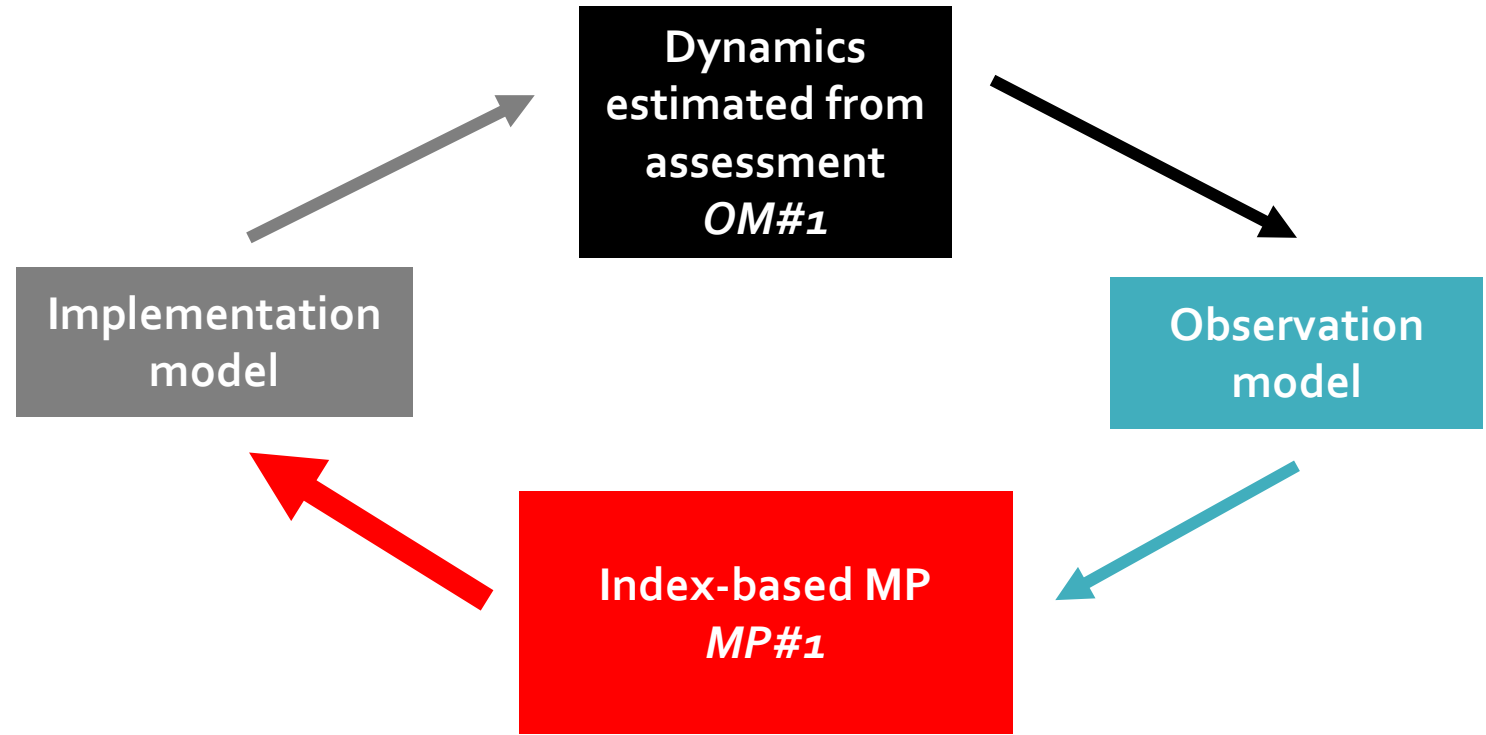 Dynamics
estimated from
assessment
OM#1
Implementation
model
Observation
model
Index-based MP
MP#1